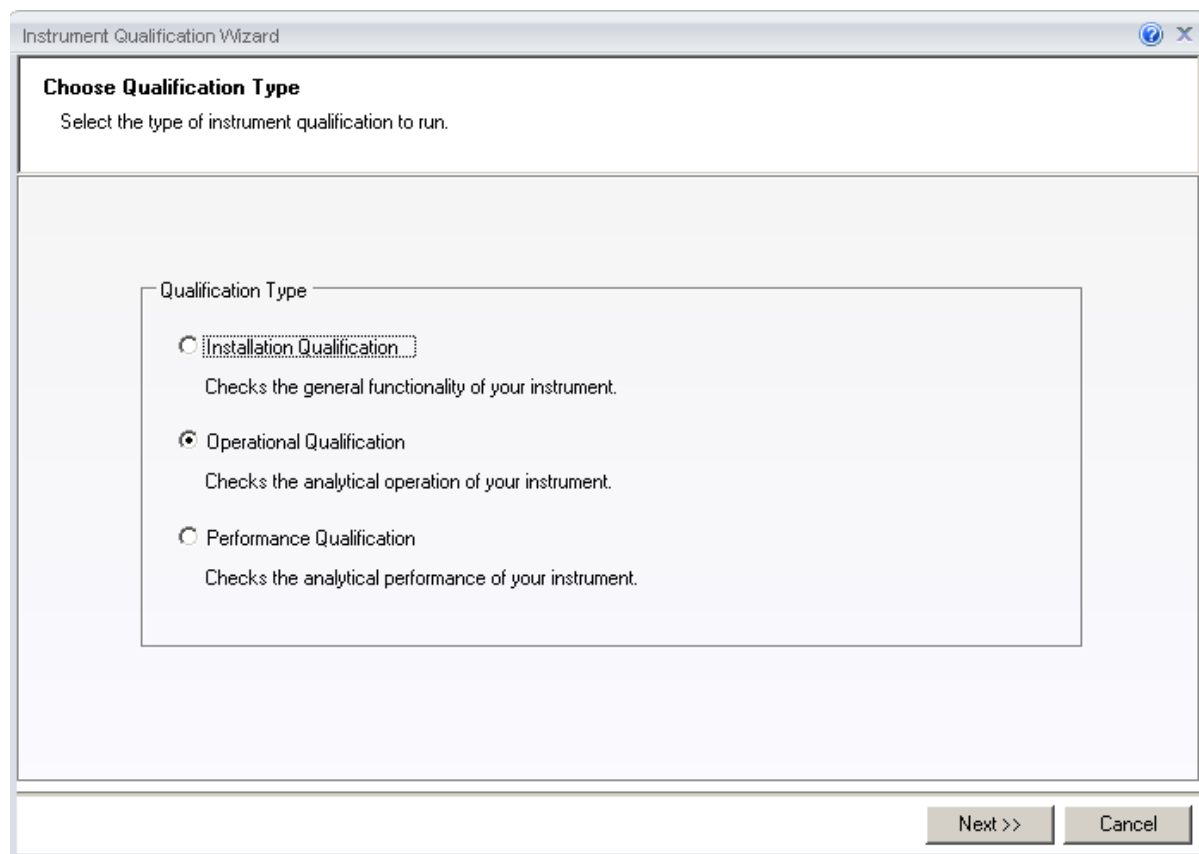 Instrument Qualification Wizard
Choose Qualification Type
Select the type of instrument qualification to run.
Qualification Type
Installation Qualification
Checks the general functionality of your instrument.
Operational Qualification
Checks the analytical operation of your instrument.
Performance Qualification
Checks the analytical performance of your instrument.
Next >>
Cancel